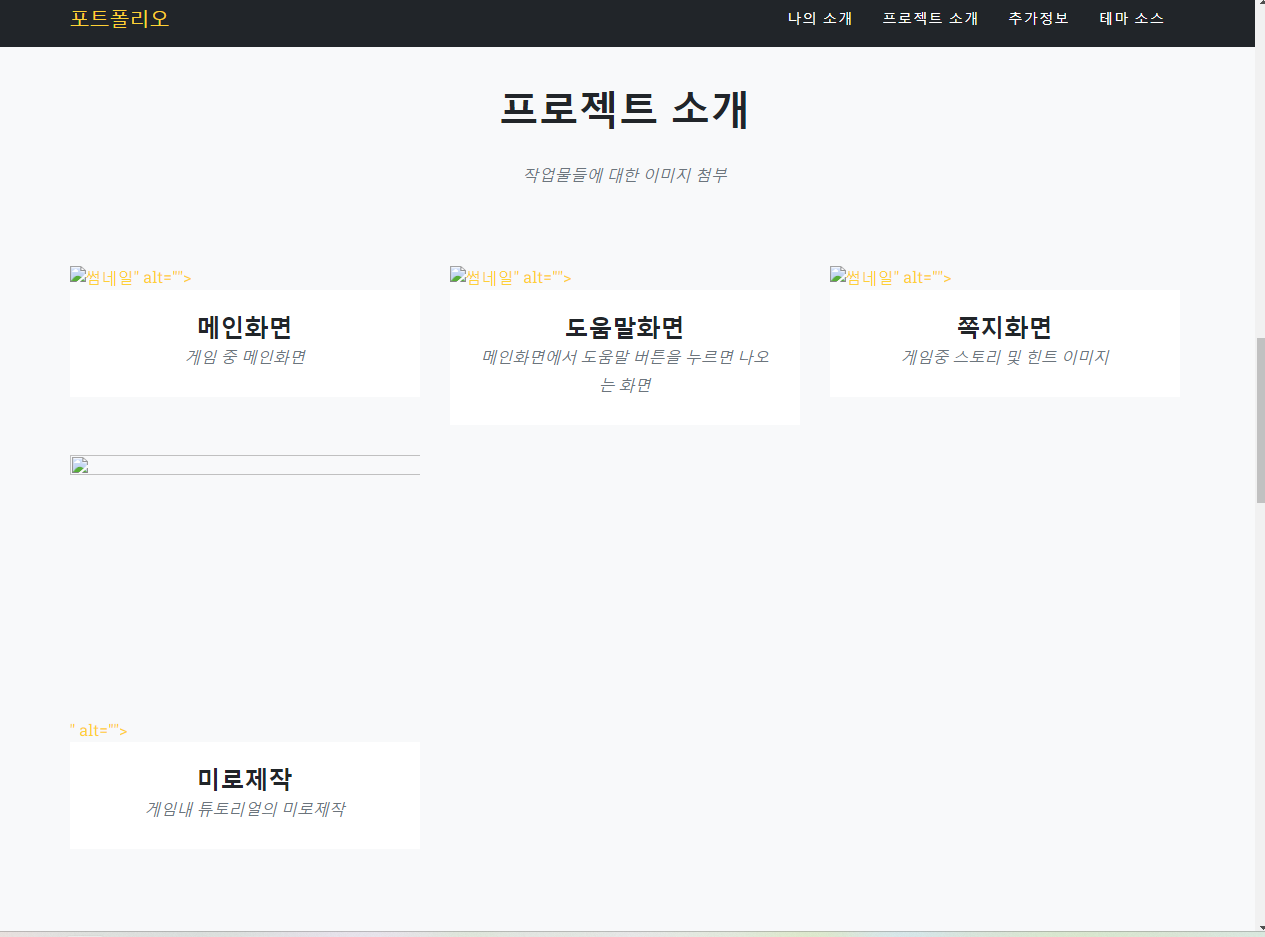 포트폴리오
나의 소개 프로젝트 소개 추가정보 테마 소스
프로젝트 소개
작업물들에 대한 이미지 첨부
썸네일" alt="">
메인화면
게임 중 메인화면
썸네일" alt="">
도움말화면
메인화면에서 도움말 버튼을 누르면 나오
는 화면
썸네일" alt="">
쪽지화면
게임중 스토리 및 힌트 이미지
" alt="">
미로제작
게임내 튜토리얼의 미로제작